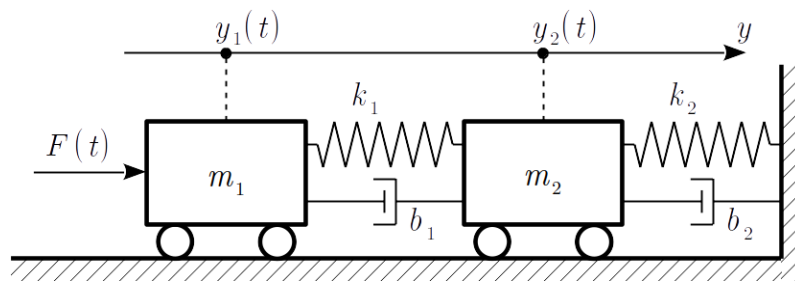 y₁(t) y₂(t) y
k₁ k₂
F(t)
m₁ m₂
b₁ b₂